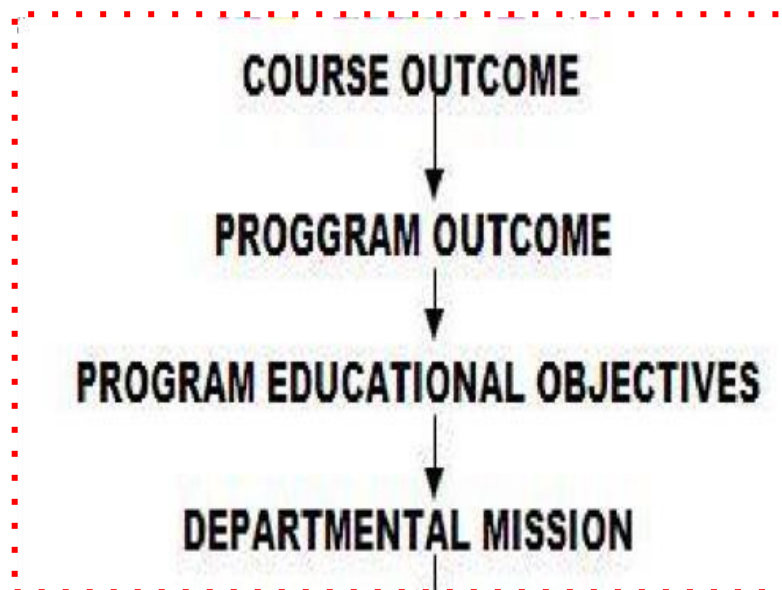 COURSE OUTCOME
PROGGRAM OUTCOME
PROGRAM EDUCATIONAL OBJECTIVES
DEPARTMENTAL MISSION